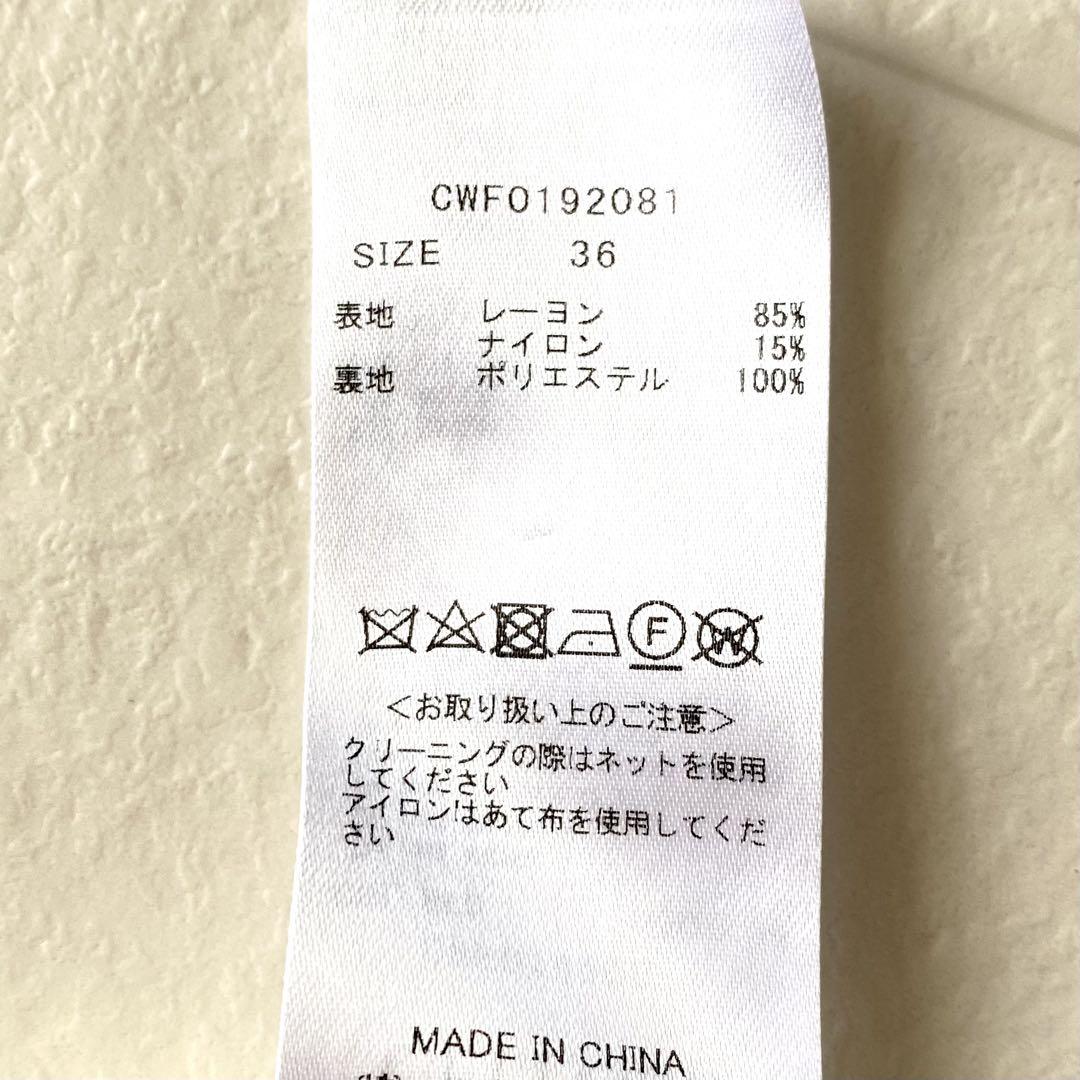 CWFO192081
SIZE 36
表地 レーヨン 85%
ナイロン 15%
裏地 ポリエステル 100%
F W
<お取り扱い上のご注意>
クリーニングの際はネットを使用
してください
アイロンはあて布を使用してくだ
さい
MADE IN CHINA